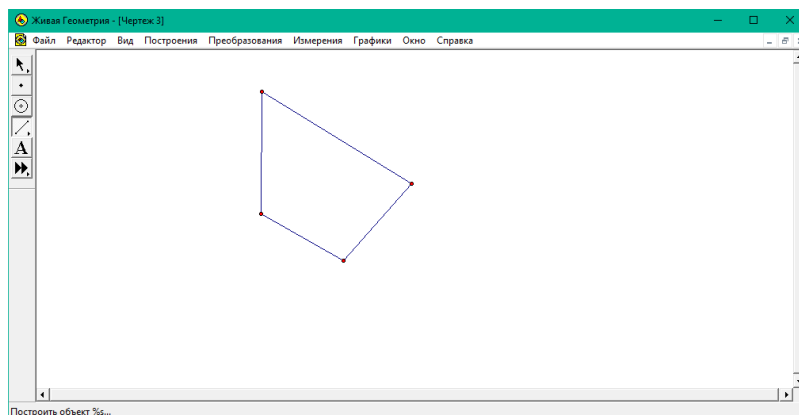 Живая Геометрия - [Чертеж 3]
Файл Редактор Вид Построения Преобразования Измерения Графики Окно Справка
A
Построить объект %s...